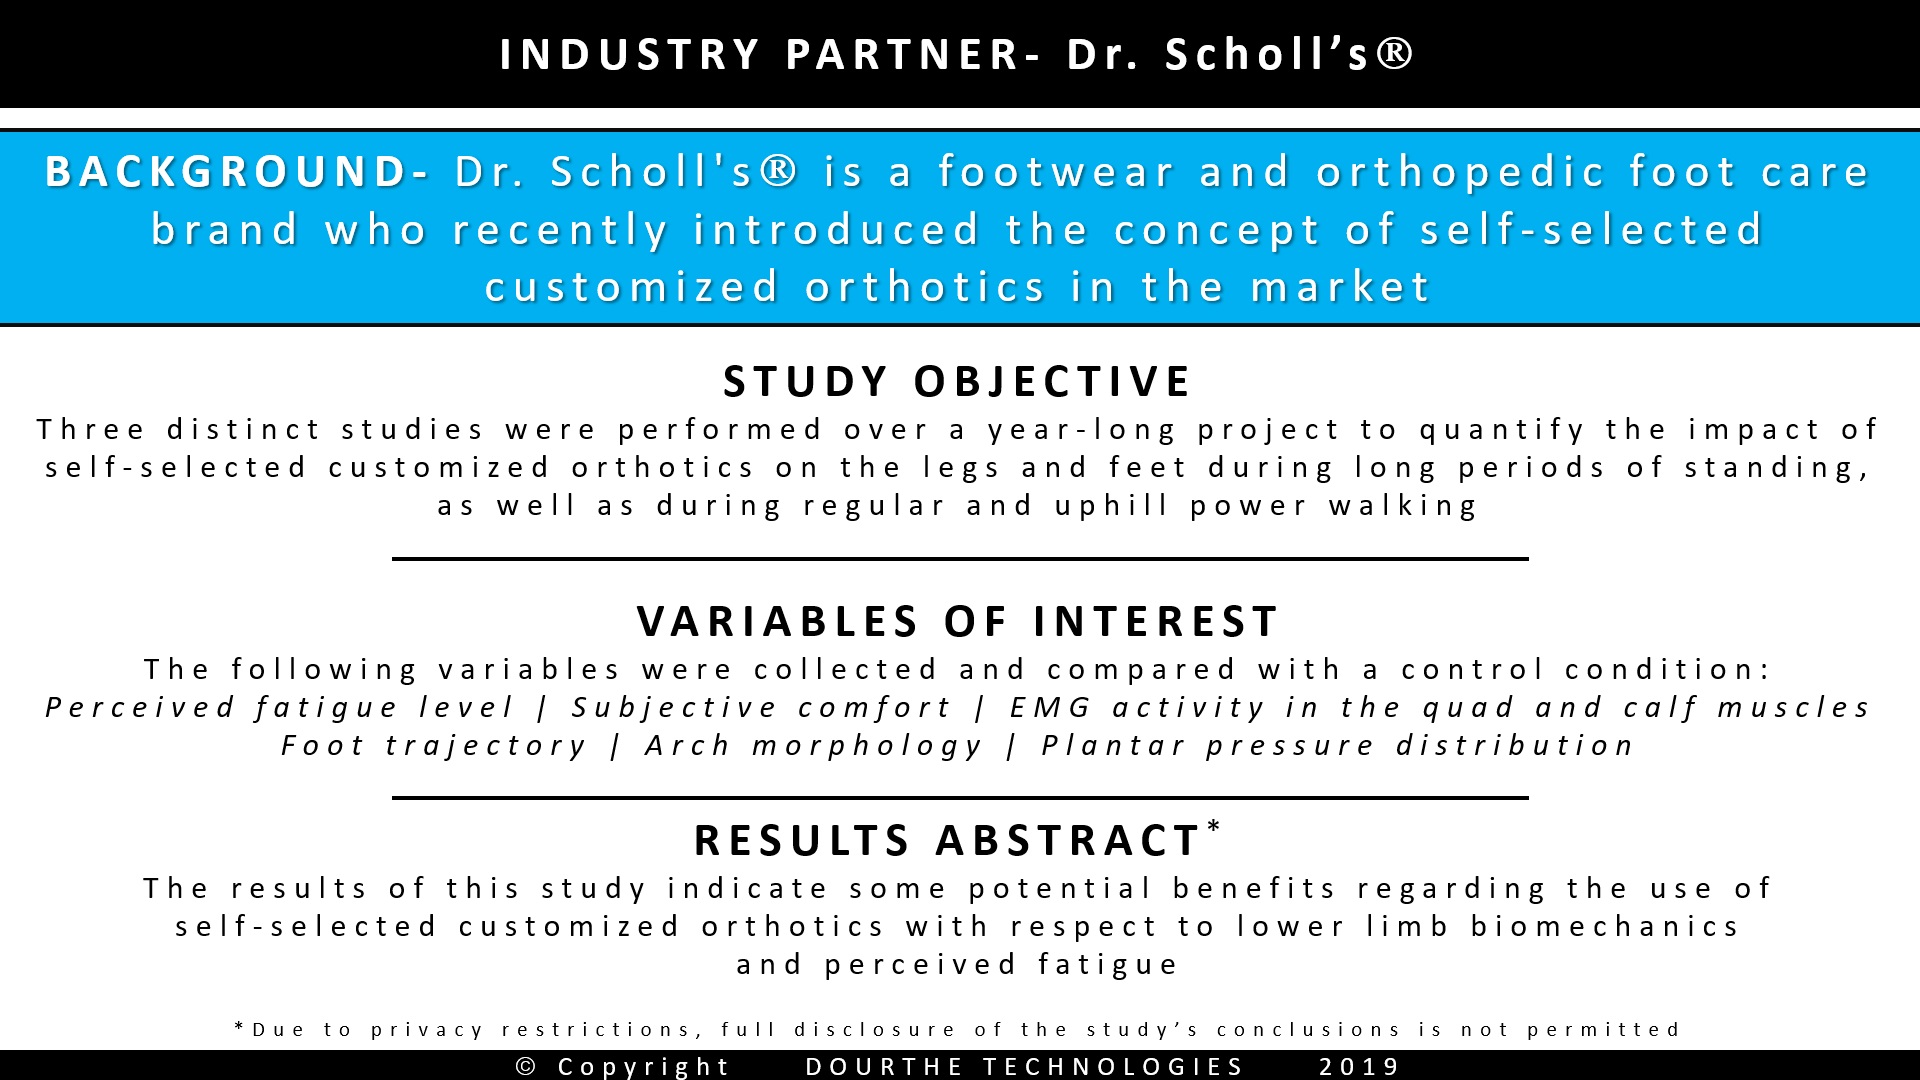 INDUSTRY PARTNER- Dr. Scholl’s®
BACKGROUND- Dr. Scholl's® is a footwear and orthopedic foot care
brand who recently introduced the concept of self-selected
customized orthotics in the market
STUDY OBJECTIVE
Three distinct studies were performed over a year-long project to quantify the impact of
self-selected customized orthotics on the legs and feet during long periods of standing,
as well as during regular and uphill power walking
VARIABLES OF INTEREST
The following variables were collected and compared with a control condition:
Perceived fatigue level | Subjective comfort | EMG activity in the quad and calf muscles
Foot trajectory | Arch morphology | Plantar pressure distribution
RESULTS ABSTRACT*
The results of this study indicate some potential benefits regarding the use of
self-selected customized orthotics with respect to lower limb biomechanics
and perceived fatigue
*Due to privacy restrictions, full disclosure of the study’s conclusions is not permitted
© Copyright DOURTHE TECHNOLOGIES 2019